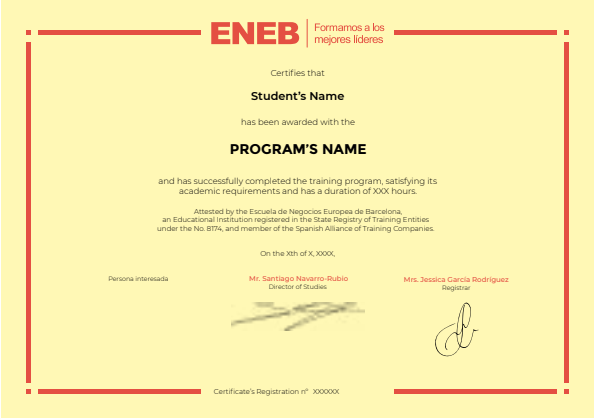 ENEB
Formamos a los
mejores líderes
Certifies that
Student's Name
has been awarded with the
PROGRAM'S NAME
and has successfully completed the training program, satisfying its
academic requirements and has a duration of XXX hours.
Attested by the Escuela de Negocios Europea de Barcelona,
an Educational Institution registered in the State Registry of Training Entities
under the No. 8174, and member of the Spanish Alliance of Training Companies.
On the Xth of X, XXXX,
Persona interesada
Mr. Santiago Navarro-Rubio
Director of Studies
Mrs. Jessica García Rodríguez
Registrar
Certificate's Registration nº XXXXXX